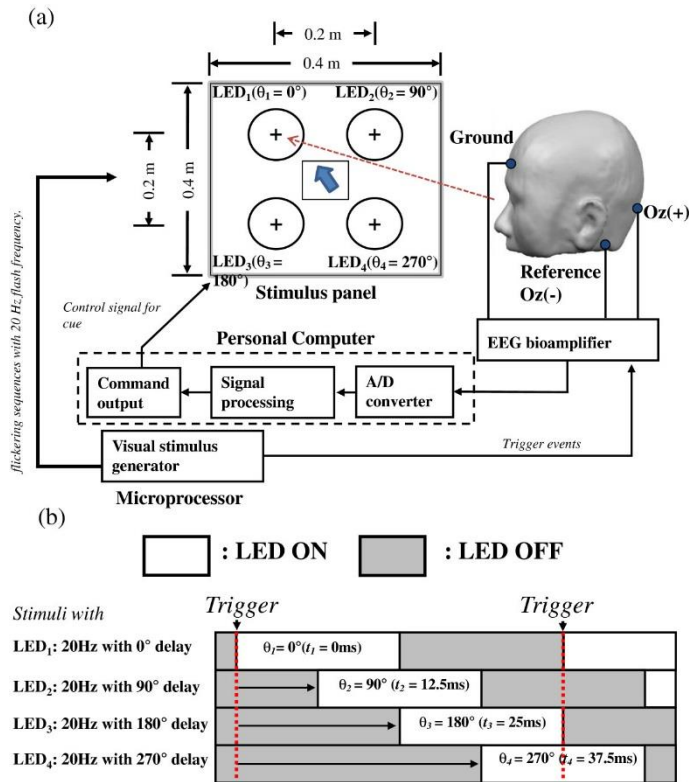 (a)
0.2 m
0.4 m
LED₁(θ₁ = 0°) LED₂(θ₂ = 90°)
0.2 m
0.4 m
Ground
Oz(+)
LED₃(θ₃ =
180°)
LED₄(θ₄ = 270°)
Reference
Oz(-)
Stimulus panel
flickering sequences with 20 Hz flash frequency.
Control signal for
cue
Personal Computer
EEG bioamplifier
Command
output
Signal
processing
A/D
converter
Visual stimulus
generator
Trigger events
Microprocessor
(b)
: LED ON : LED OFF
Stimuli with Trigger Trigger
LED₁: 20Hz with 0° delay θ₁= 0° (t₁ = 0ms)
LED₂: 20Hz with 90° delay θ₂ = 90° (t₂ = 12.5ms)
LED₃: 20Hz with 180° delay θ₃ = 180° (t₃ = 25ms)
LED₄: 20Hz with 270° delay θ₄ = 270° (t₄ = 37.5ms)